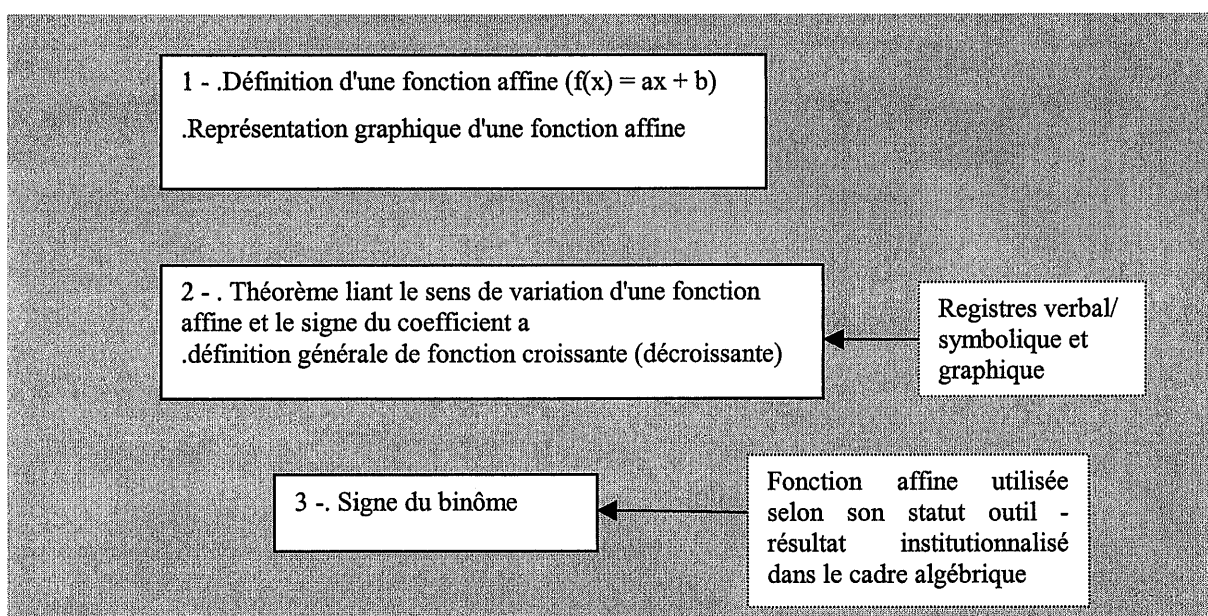 1 - .Définition d'une fonction affine (f(x) = ax + b)
.Représentation graphique d'une fonction affine
2 - . Théorème liant le sens de variation d'une fonction
affine et le signe du coefficient a
.définition générale de fonction croissante (décroissante)
Registres verbal/
symbolique et
graphique
3 -. Signe du binôme
Fonction affine utilisée
selon son statut outil -
résultat institutionnalisé
dans le cadre algébrique